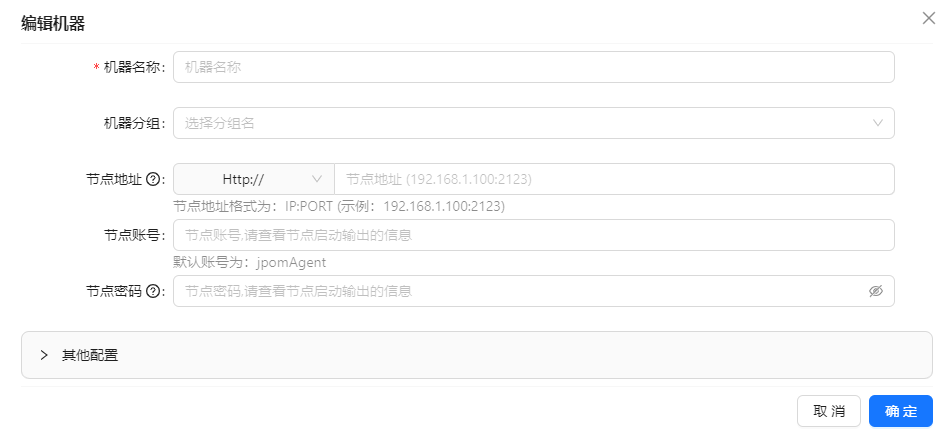 编辑机器
* 机器名称: 机器名称
机器分组: 选择分组名
节点地址 ?: Http:// 节点地址 (192.168.1.100:2123)
节点地址格式为：IP:PORT (示例：192.168.1.100:2123)
节点账号: 节点账号,请查看节点启动输出的信息
默认账号为：jpomAgent
节点密码 ?: 节点密码,请查看节点启动输出的信息
其他配置
取 消 确 定